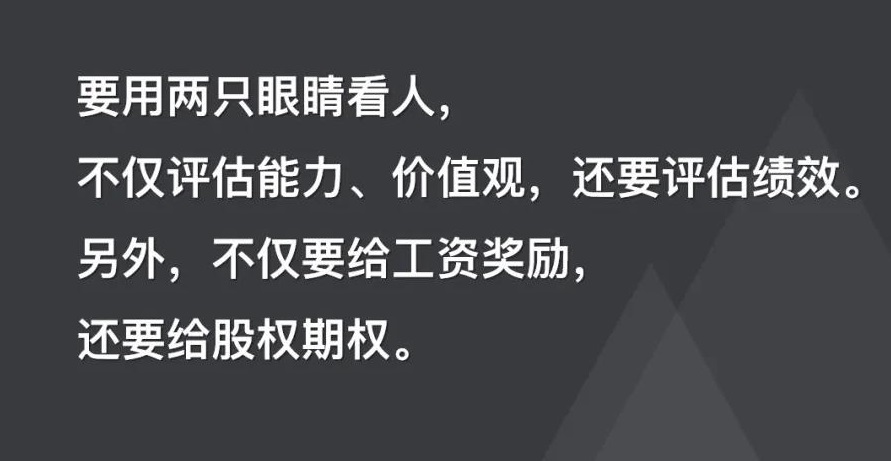 要用两只眼睛看人，
不仅评估能力、价值观，还要评估绩效。
另外，不仅要给工资奖励，
还要给股权期权。